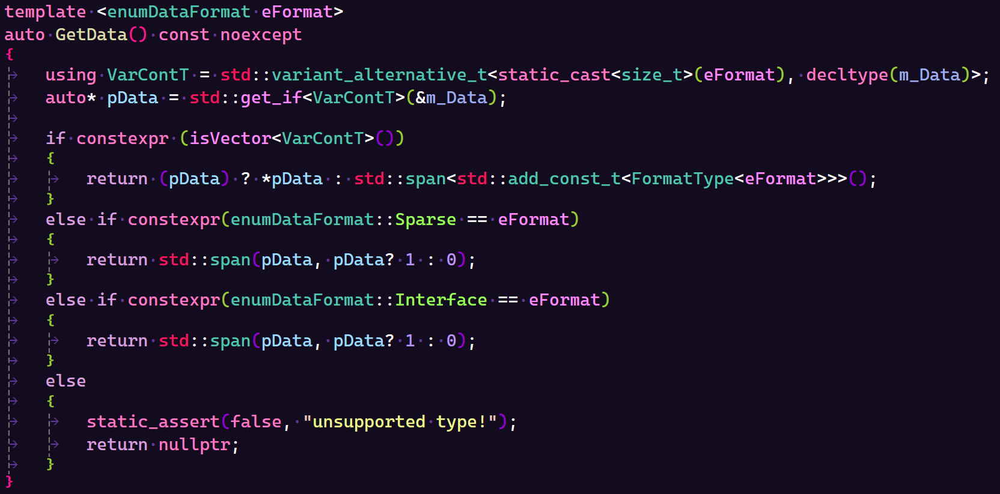 template <enumDataFormat eFormat>
auto GetData() const noexcept
{
    using VarContT = std::variant_alternative_t<static_cast<size_t>(eFormat), decltype(m_Data)>;
    auto* pData = std::get_if<VarContT>(&m_Data);

    if constexpr (isVector<VarContT>())
    {
        return (pData) ? *pData : std::span<std::add_const_t<FormatType<eFormat>>>();
    }
    else if constexpr(enumDataFormat::Sparse == eFormat)
    {
        return std::span(pData, pData? 1 : 0);
    }
    else if constexpr(enumDataFormat::Interface == eFormat)
    {
        return std::span(pData, pData? 1 : 0);
    }
    else
    {
        static_assert(false, "unsupported type!");
        return nullptr;
    }
}